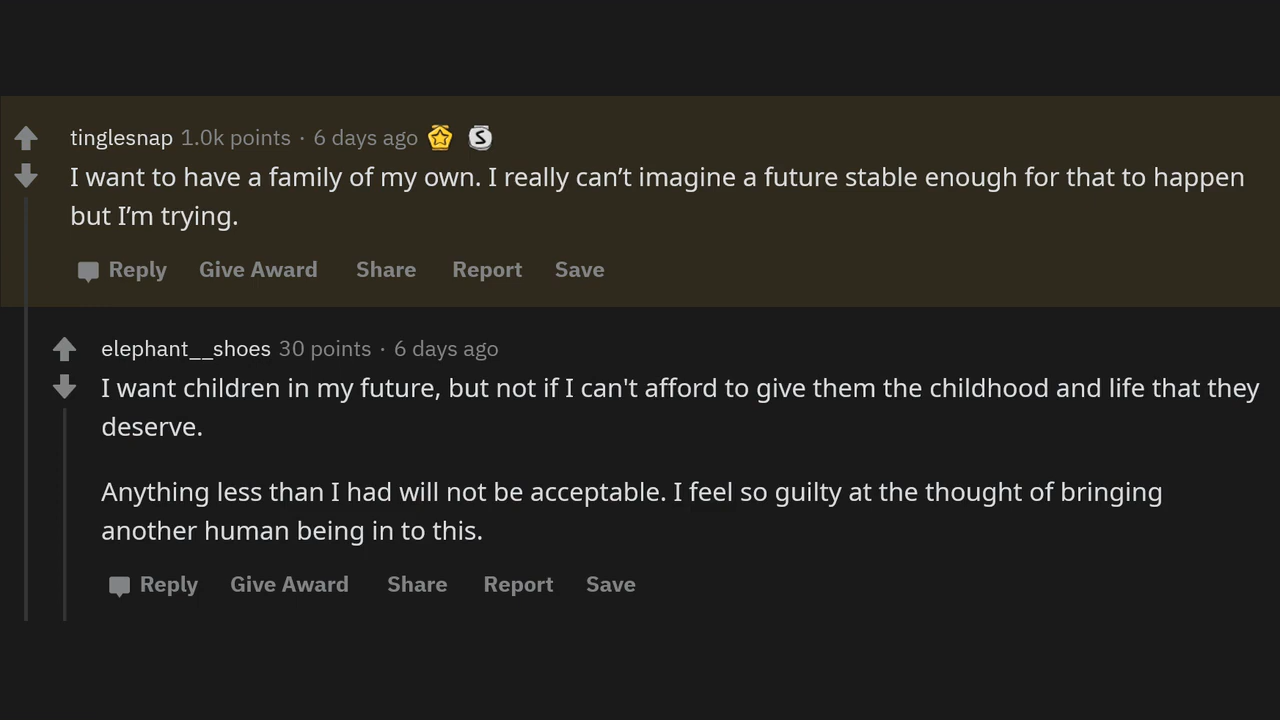 tinglesnap 1.0k points · 6 days ago
I want to have a family of my own. I really can’t imagine a future stable enough for that to happen
but I’m trying.
Reply Give Award Share Report Save
elephant__shoes 30 points · 6 days ago
I want children in my future, but not if I can't afford to give them the childhood and life that they
deserve.
Anything less than I had will not be acceptable. I feel so guilty at the thought of bringing
another human being in to this.
Reply Give Award Share Report Save